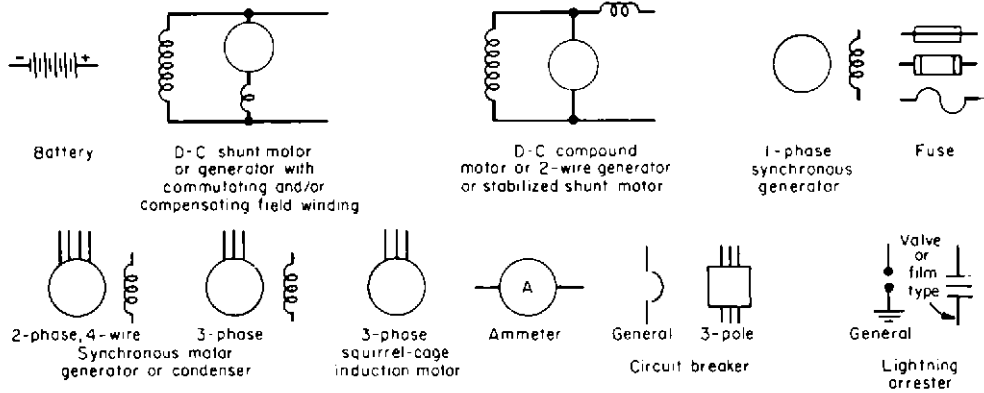 - +
Battery
D-C shunt motor
or generator with
commutating and/or
compensating field winding
D-C compound
motor or 2-wire generator
or stabilized shunt motor
1-phase
synchronous
generator
Fuse
2-phase, 4-wire
3-phase
Synchronous motor
generator or condenser
3-phase
squirrel-cage
induction motor
A
Ammeter
General
3-pole
Circuit breaker
Valve
or
film
type
General
Lightning
arrester